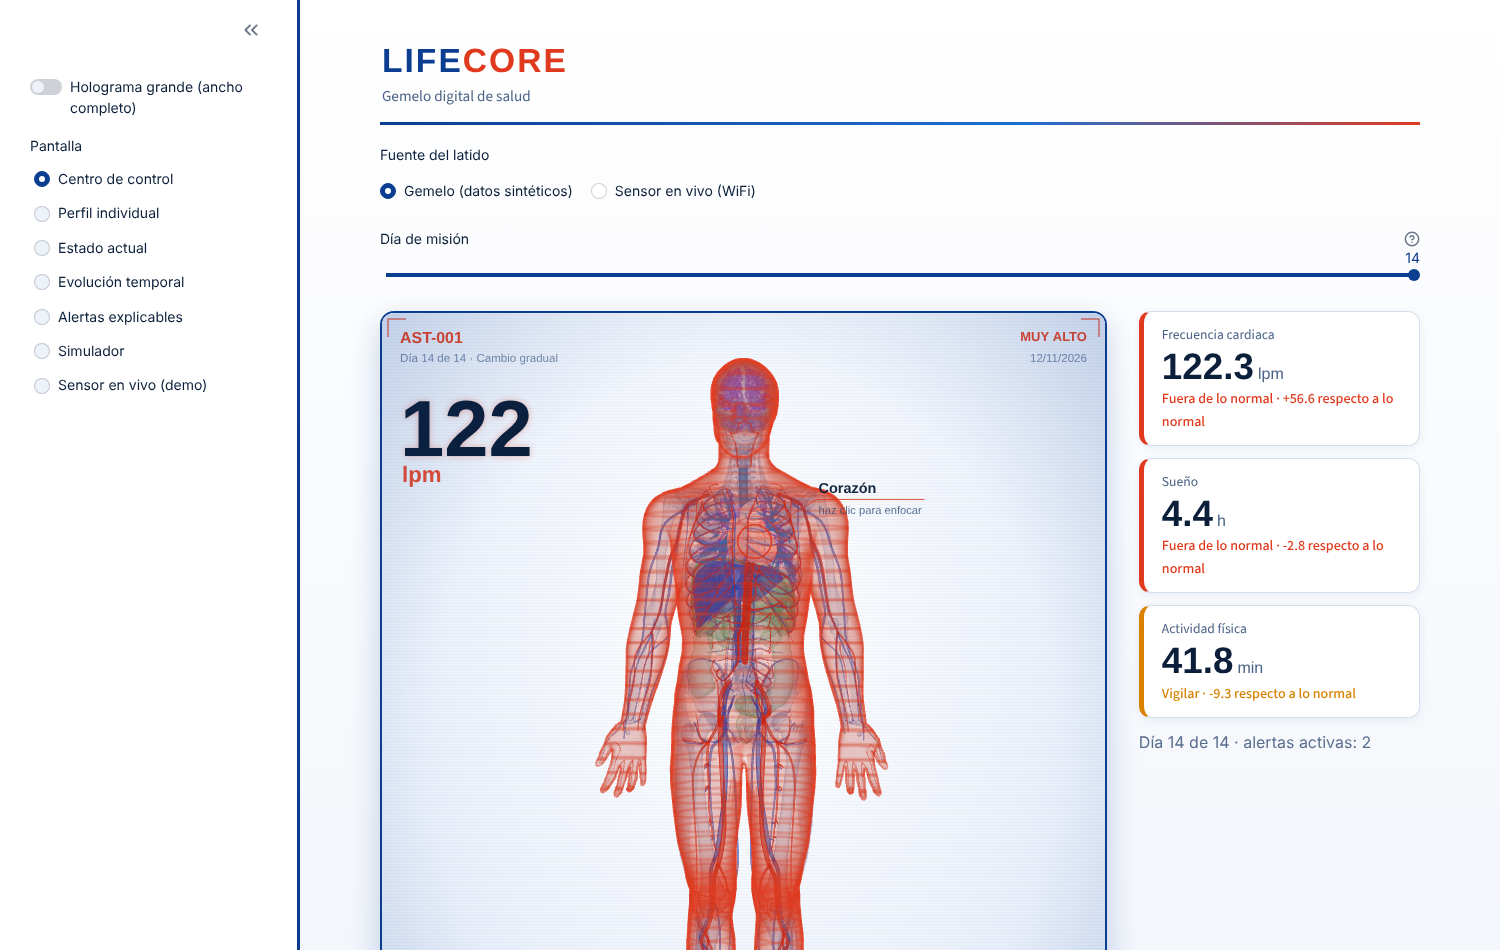 Holograma grande (ancho
completo)
Pantalla
Centro de control
Perfil individual
Estado actual
Evolución temporal
Alertas explicables
Simulador
Sensor en vivo (demo)
LIFECORE
Gemelo digital de salud
Fuente del latido
Gemelo (datos sintéticos)
Sensor en vivo (WiFi)
Día de misión
14
AST-001
MUY ALTO
Día 14 de 14 · Cambio gradual
12/11/2026
122
lpm
Corazón
haz clic para enfocar
Frecuencia cardiaca
122.3 lpm
Fuera de lo normal · +56.6 respecto a lo
normal
Sueño
4.4 h
Fuera de lo normal · -2.8 respecto a lo
normal
Actividad física
41.8 min
Vigilar · -9.3 respecto a lo normal
Día 14 de 14 · alertas activas: 2